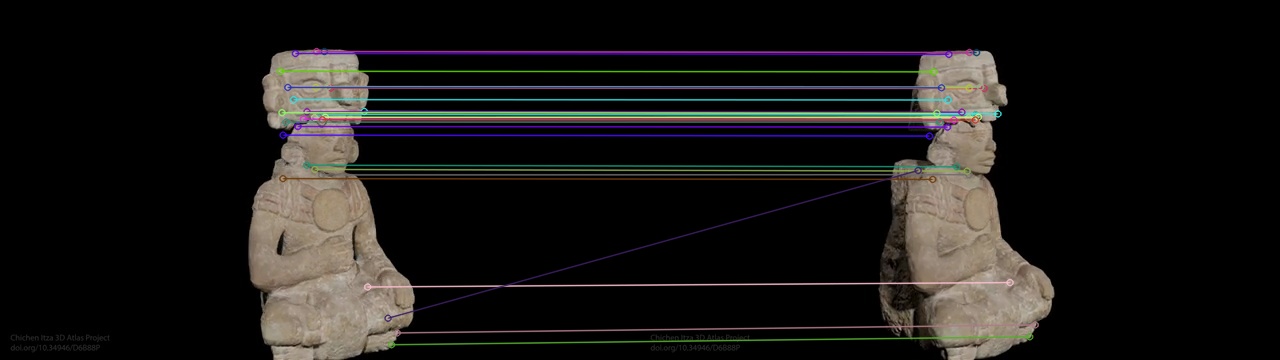 Chichen Itza 3D Atlas Project
doi.org/10.34946/D6B88P
Chichen Itza 3D Atlas Project
doi.org/10.34946/D6B88P